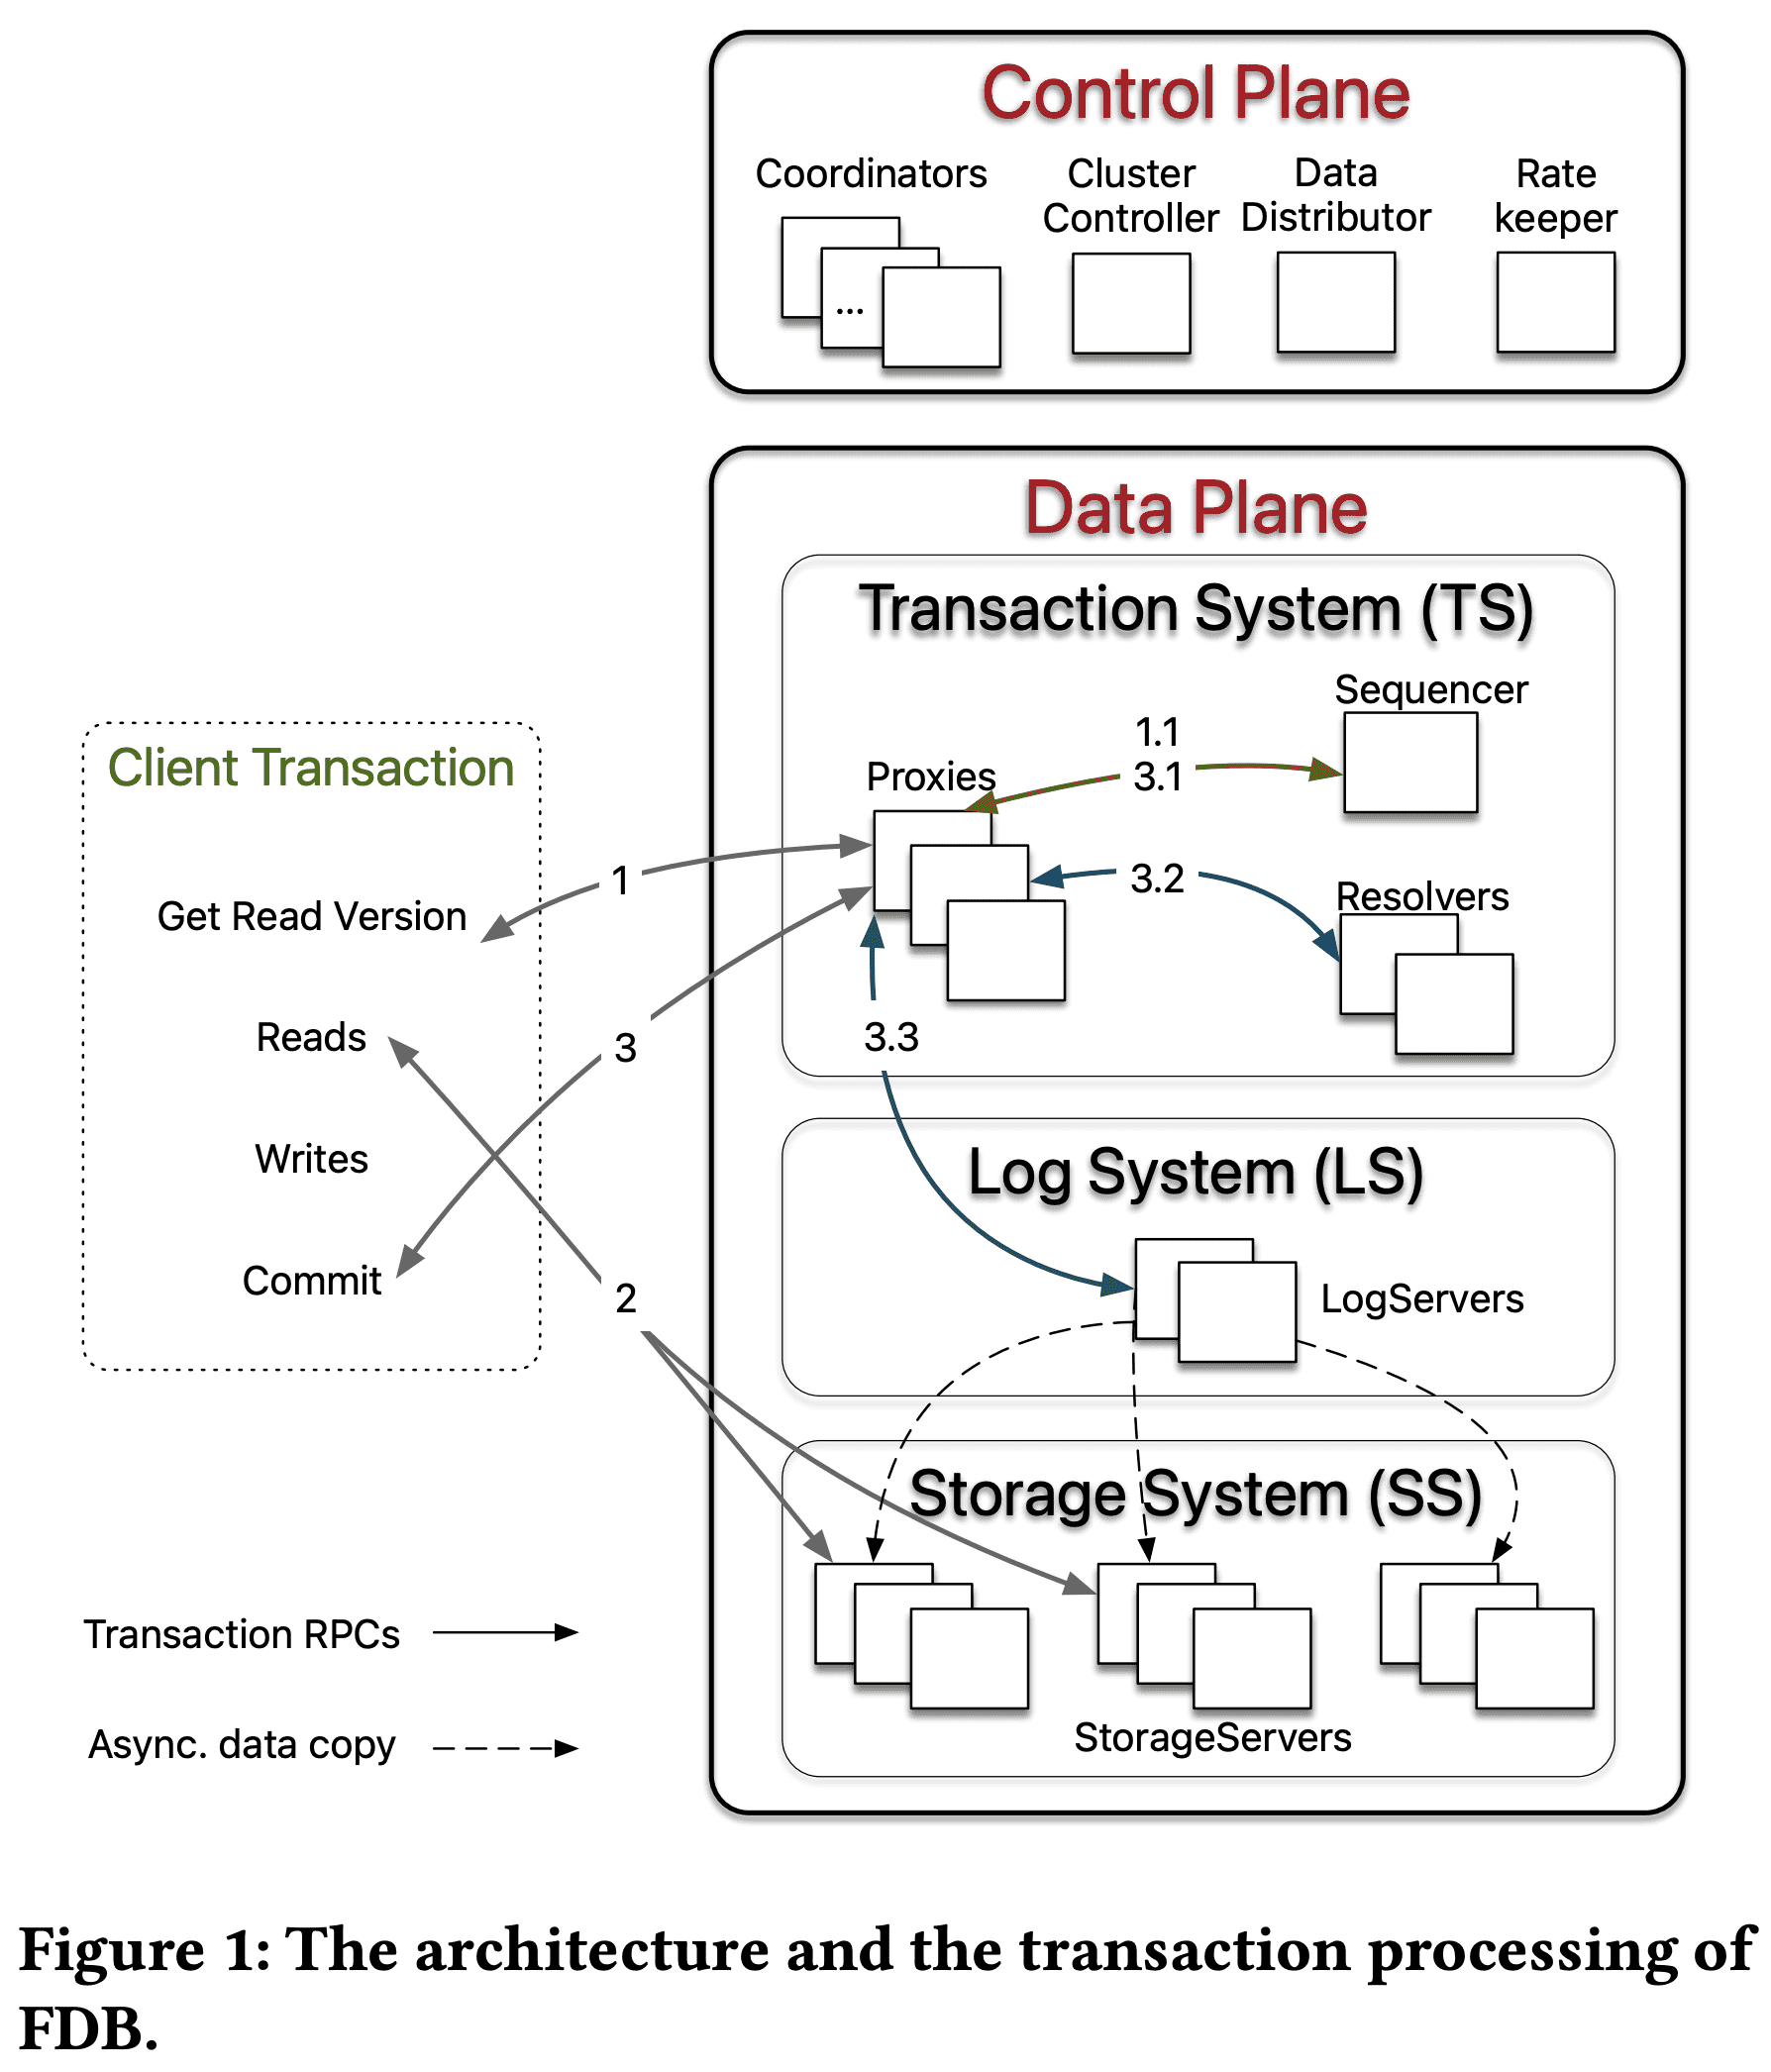 Control Plane
Coordinators
Cluster
Controller
Data
Distributor
Rate
keeper
...
Data Plane
Transaction System (TS)
Sequencer
1.1
3.1
Proxies
3.2
Resolvers
3.3
Client Transaction
Get Read Version
1
Reads
3
Writes
Commit
2
Log System (LS)
LogServers
Storage System (SS)
StorageServers
Transaction RPCs
Async. data copy
Figure 1: The architecture and the transaction processing of
FDB.